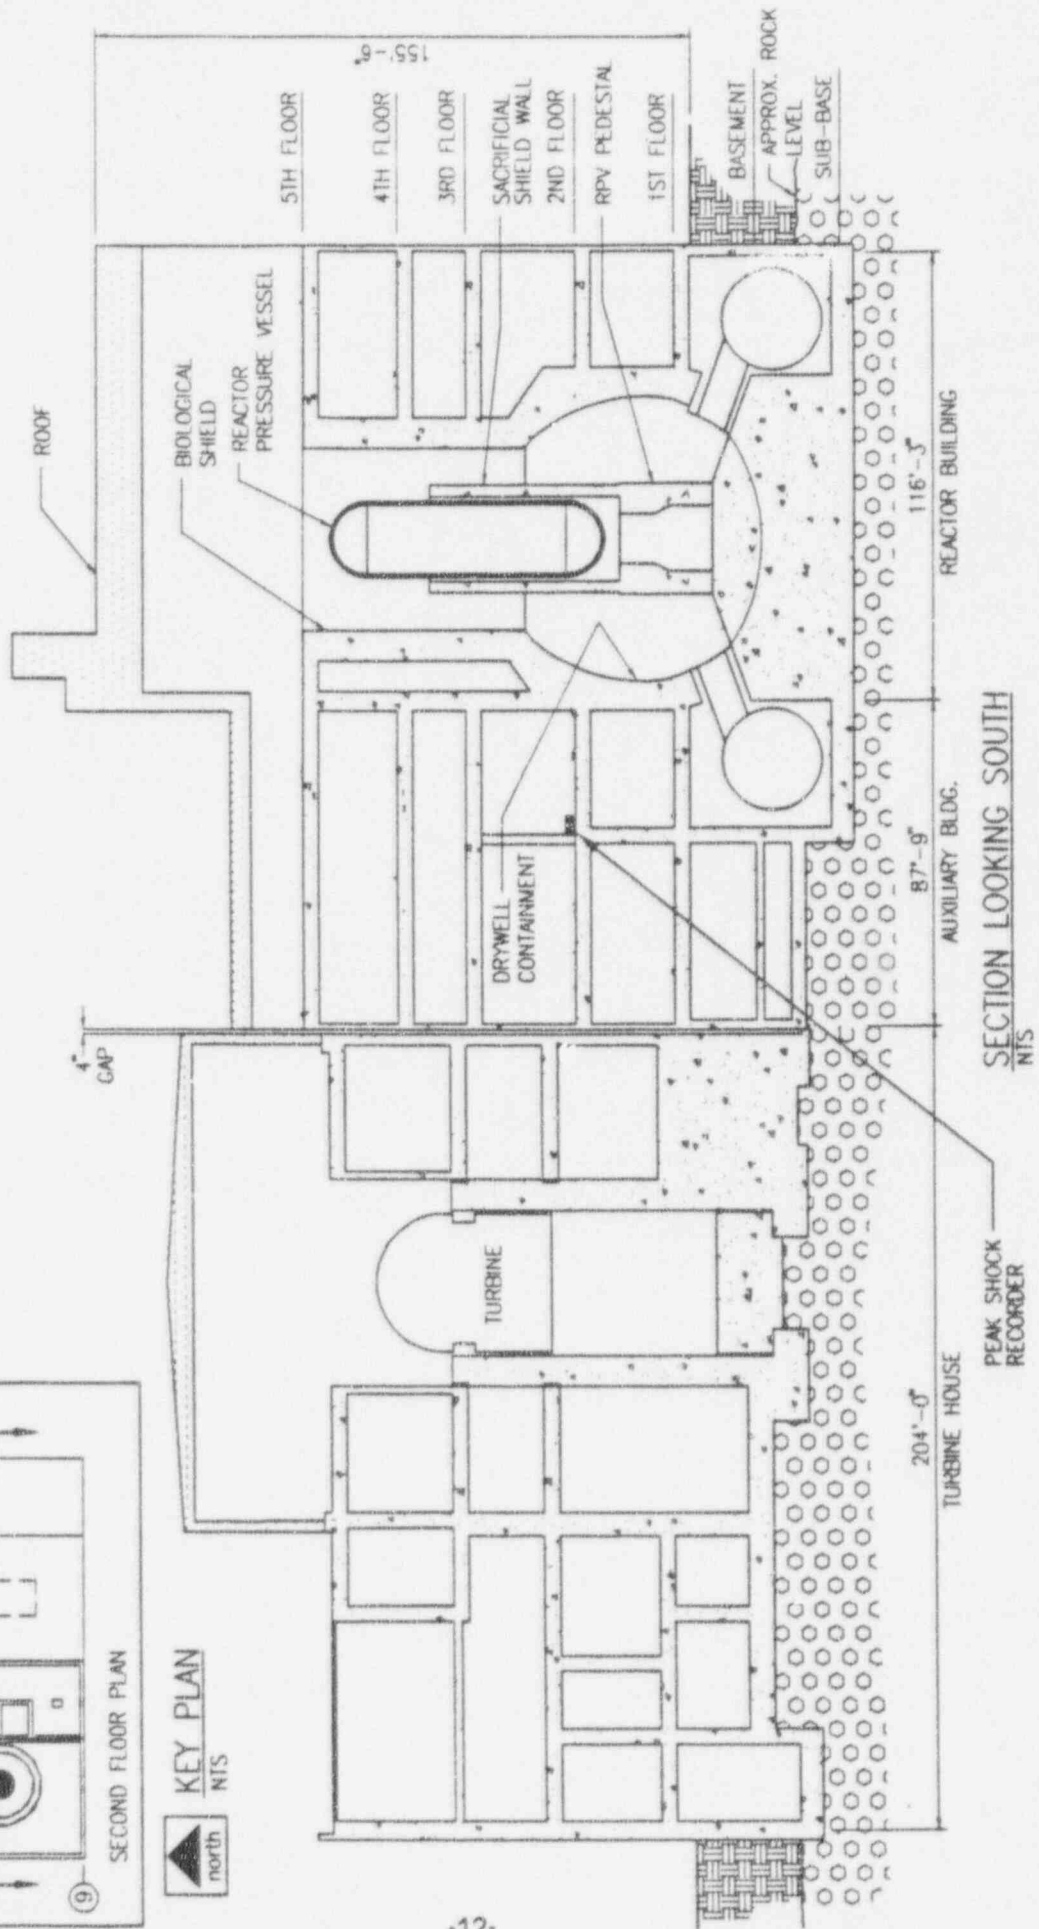 9
SECOND FLOOR PLAN
north
KEY PLAN
NTS
4"
GAP
ROOF
BIOLOGICAL
SHIELD
REACTOR
PRESSURE VESSEL
155'-6"
5TH FLOOR
4TH FLOOR
3RD FLOOR
SACRIFICIAL
SHIELD WALL
2ND FLOOR
RPV PEDESTAL
1ST FLOOR
BASEMENT
APPROX. ROCK
LEVEL
SUB-BASE
TURBINE
DRYWELL
CONTAINMENT
204'-0"
TURBINE HOUSE
87'-9"
AUXILIARY BLDG.
116'-3"
REACTOR BUILDING
PEAK SHOCK
RECORDER
SECTION LOOKING SOUTH
NTS
-12-